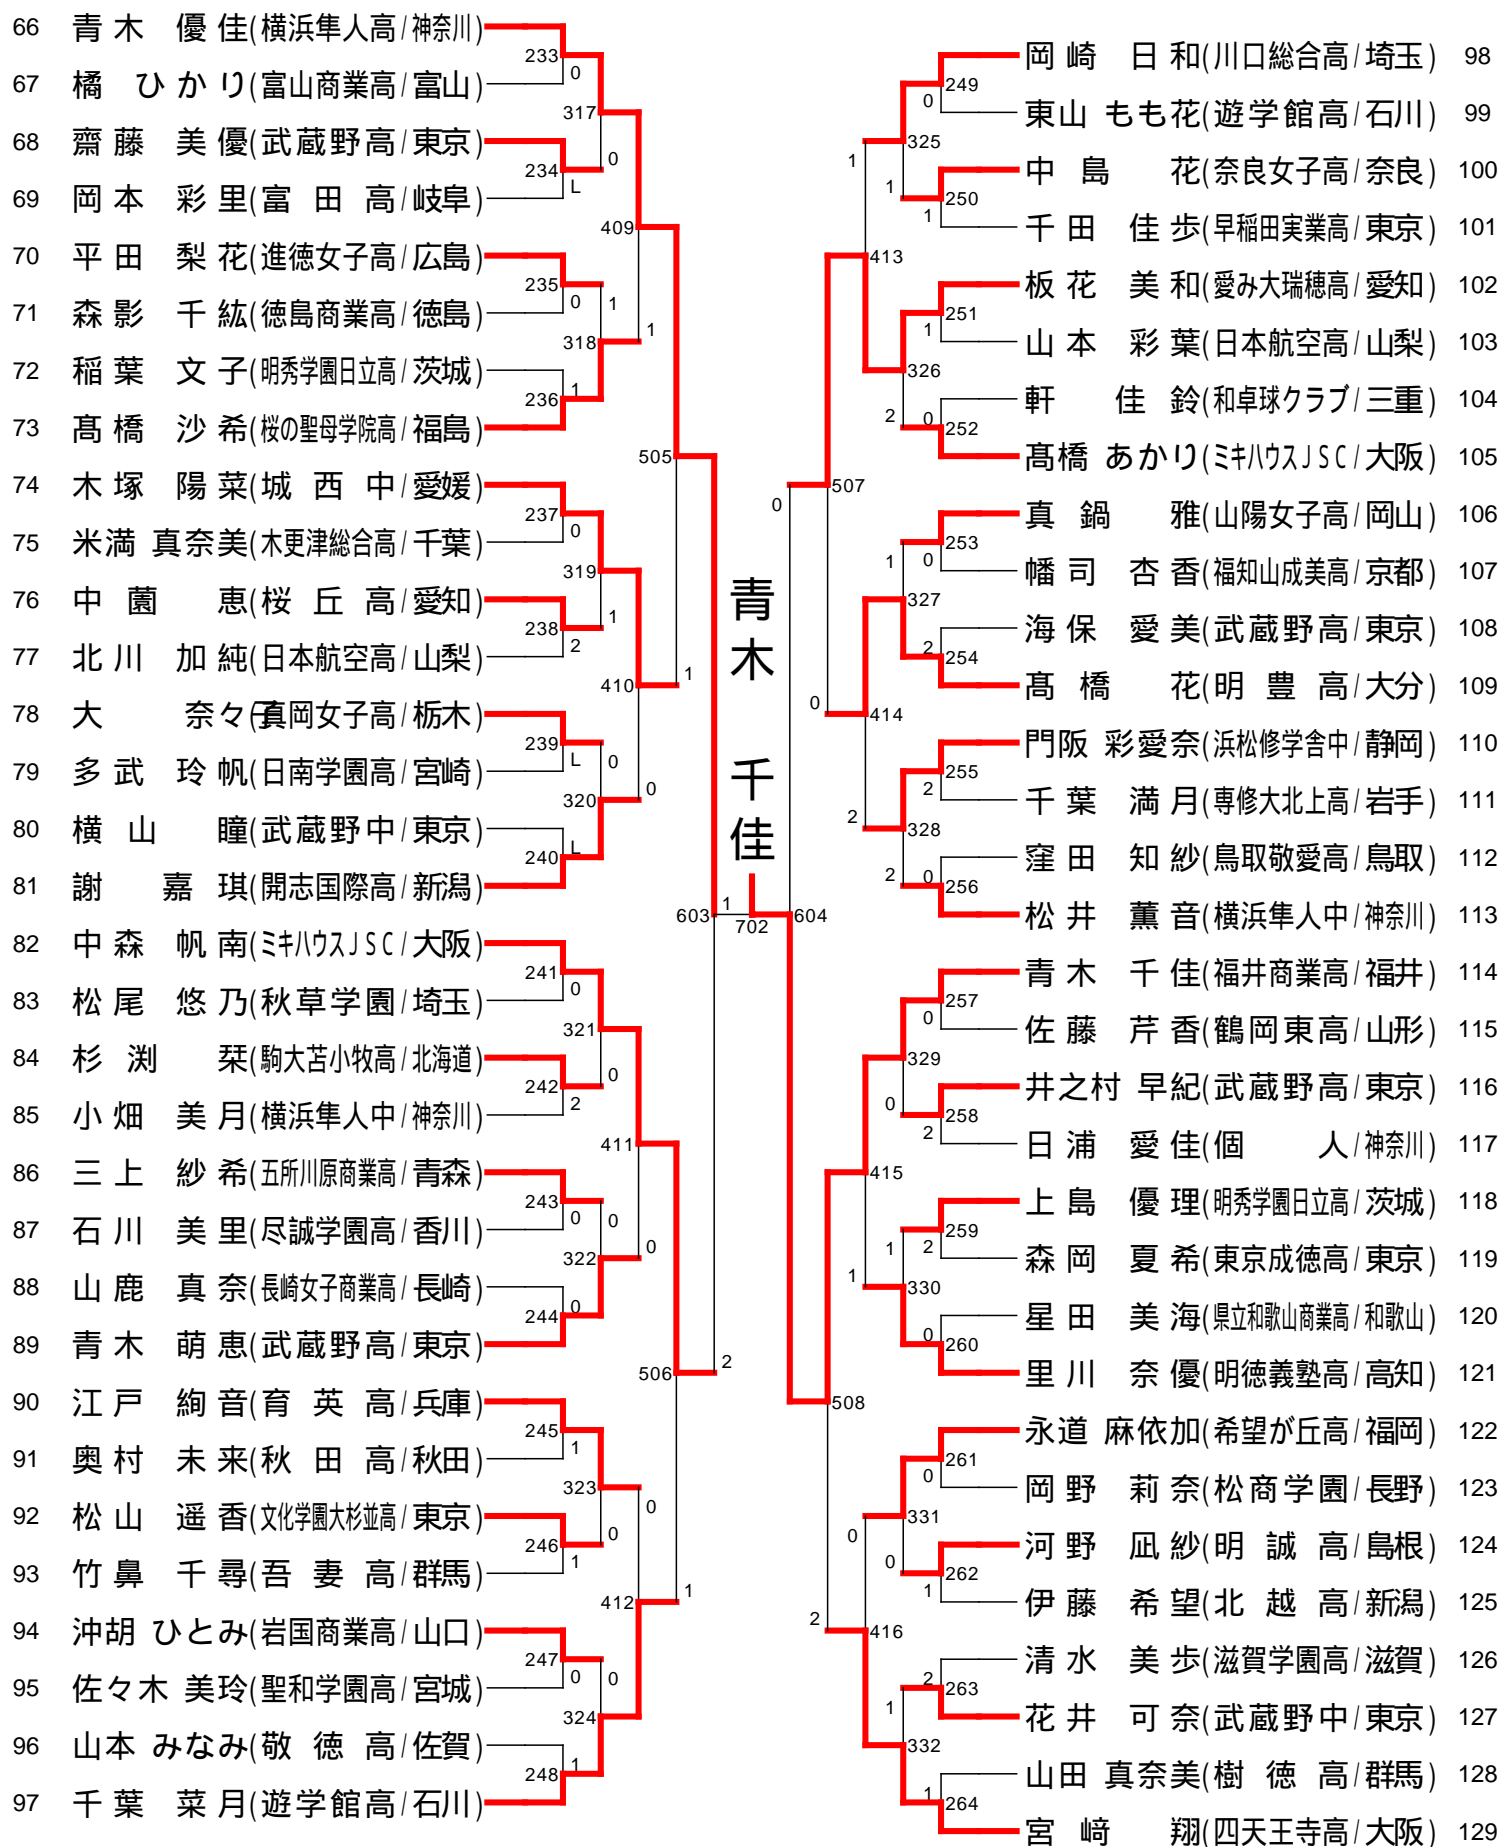 66 青木 優佳(横浜隼人高/神奈川)
67 橘 ひかり(富山商業高/富山)
68 齋藤 美優(武蔵野高/東京)
69 岡本 彩里(富田高/岐阜)
70 平田 梨花(進徳女子高/広島)
71 森影 千紘(徳島商業高/徳島)
72 稲葉 文子(明秀学園日立高/茨城)
73 髙橋 沙希(桜の聖母学院高/福島)
74 木塚 陽菜(城西中/愛媛)
75 米満 真奈美(木更津総合高/千葉)
76 中薗 恵(桜丘高/愛知)
77 北川 加純(日本航空高/山梨)
78 大 奈々子(真岡女子高/栃木)
79 多武 玲帆(日南学園高/宮崎)
80 横山 瞳(武蔵野中/東京)
81 謝 嘉琪(開志国際高/新潟)
82 中森 帆南(ミキハウスJSC/大阪)
83 松尾 悠乃(秋草学園/埼玉)
84 杉渕 栞(駒大苫小牧高/北海道)
85 小畑 美月(横浜隼人中/神奈川)
86 三上 紗希(五所川原商業高/青森)
87 石川 美里(尽誠学園高/香川)
88 山鹿 真奈(長崎女子商業高/長崎)
89 青木 萌恵(武蔵野高/東京)
90 江戸 絢音(育英高/兵庫)
91 奥村 未来(秋田高/秋田)
92 松山 遥香(文化学園大杉並高/東京)
93 竹鼻 千尋(吾妻高/群馬)
94 沖胡 ひとみ(岩国商業高/山口)
95 佐々木 美玲(聖和学園高/宮城)
96 山本 みなみ(敬徳高/佐賀)
97 千葉 菜月(遊学館高/石川)
233 0
234 L
235 0
236 1
237 0
238 2
239 L
240 L
241 0
242 2
243 0
244 0
245 1
246 1
247 0
248 1
317 0
318 1
319 1
320 0
321 0
322 0
323 0
324 0
409 1
410 0
411 0
412 0
505 1
506 1
603 2
青木 千佳
702 1
604 0
507 0
508 2
413 1
414 2
415 1
416 0
325 1
326 2
327 1
328 2
329 0
330 1
331 0
332 1
249 0
250 1
251 1
252 0
253 0
254 2
255 2
256 0
257 0
258 2
259 2
260 0
261 0
262 1
263 2
264 1
岡崎 日和(川口総合高/埼玉) 98
東山 もも花(遊学館高/石川) 99
中島 花(奈良女子高/奈良) 100
千田 佳歩(早稲田実業高/東京) 101
板花 美和(愛み大瑞穂高/愛知) 102
山本 彩葉(日本航空高/山梨) 103
軒 佳鈴(和卓球クラブ/三重) 104
髙橋 あかり(ミキハウスJSC/大阪) 105
真鍋 雅(山陽女子高/岡山) 106
幡司 杏香(福知山成美高/京都) 107
海保 愛美(武蔵野高/東京) 108
髙橋 花(明豊高/大分) 109
門阪 彩愛奈(浜松修学舎中/静岡) 110
千葉 満月(専修大北上高/岩手) 111
窪田 知紗(鳥取敬愛高/鳥取) 112
松井 薫音(横浜隼人中/神奈川) 113
青木 千佳(福井商業高/福井) 114
佐藤 芹香(鶴岡東高/山形) 115
井之村 早紀(武蔵野高/東京) 116
日浦 愛佳(個人/神奈川) 117
上島 優理(明秀学園日立高/茨城) 118
森岡 夏希(東京成徳高/東京) 119
星田 美海(県立和歌山商業高/和歌山) 120
里川 奈優(明徳義塾高/高知) 121
永道 麻依加(希望が丘高/福岡) 122
岡野 莉奈(松商学園/長野) 123
河野 凪紗(明誠高/島根) 124
伊藤 希望(北越高/新潟) 125
清水 美歩(滋賀学園高/滋賀) 126
花井 可奈(武蔵野中/東京) 127
山田 真奈美(樹徳高/群馬) 128
宮﨑 翔(四天王寺高/大阪) 129